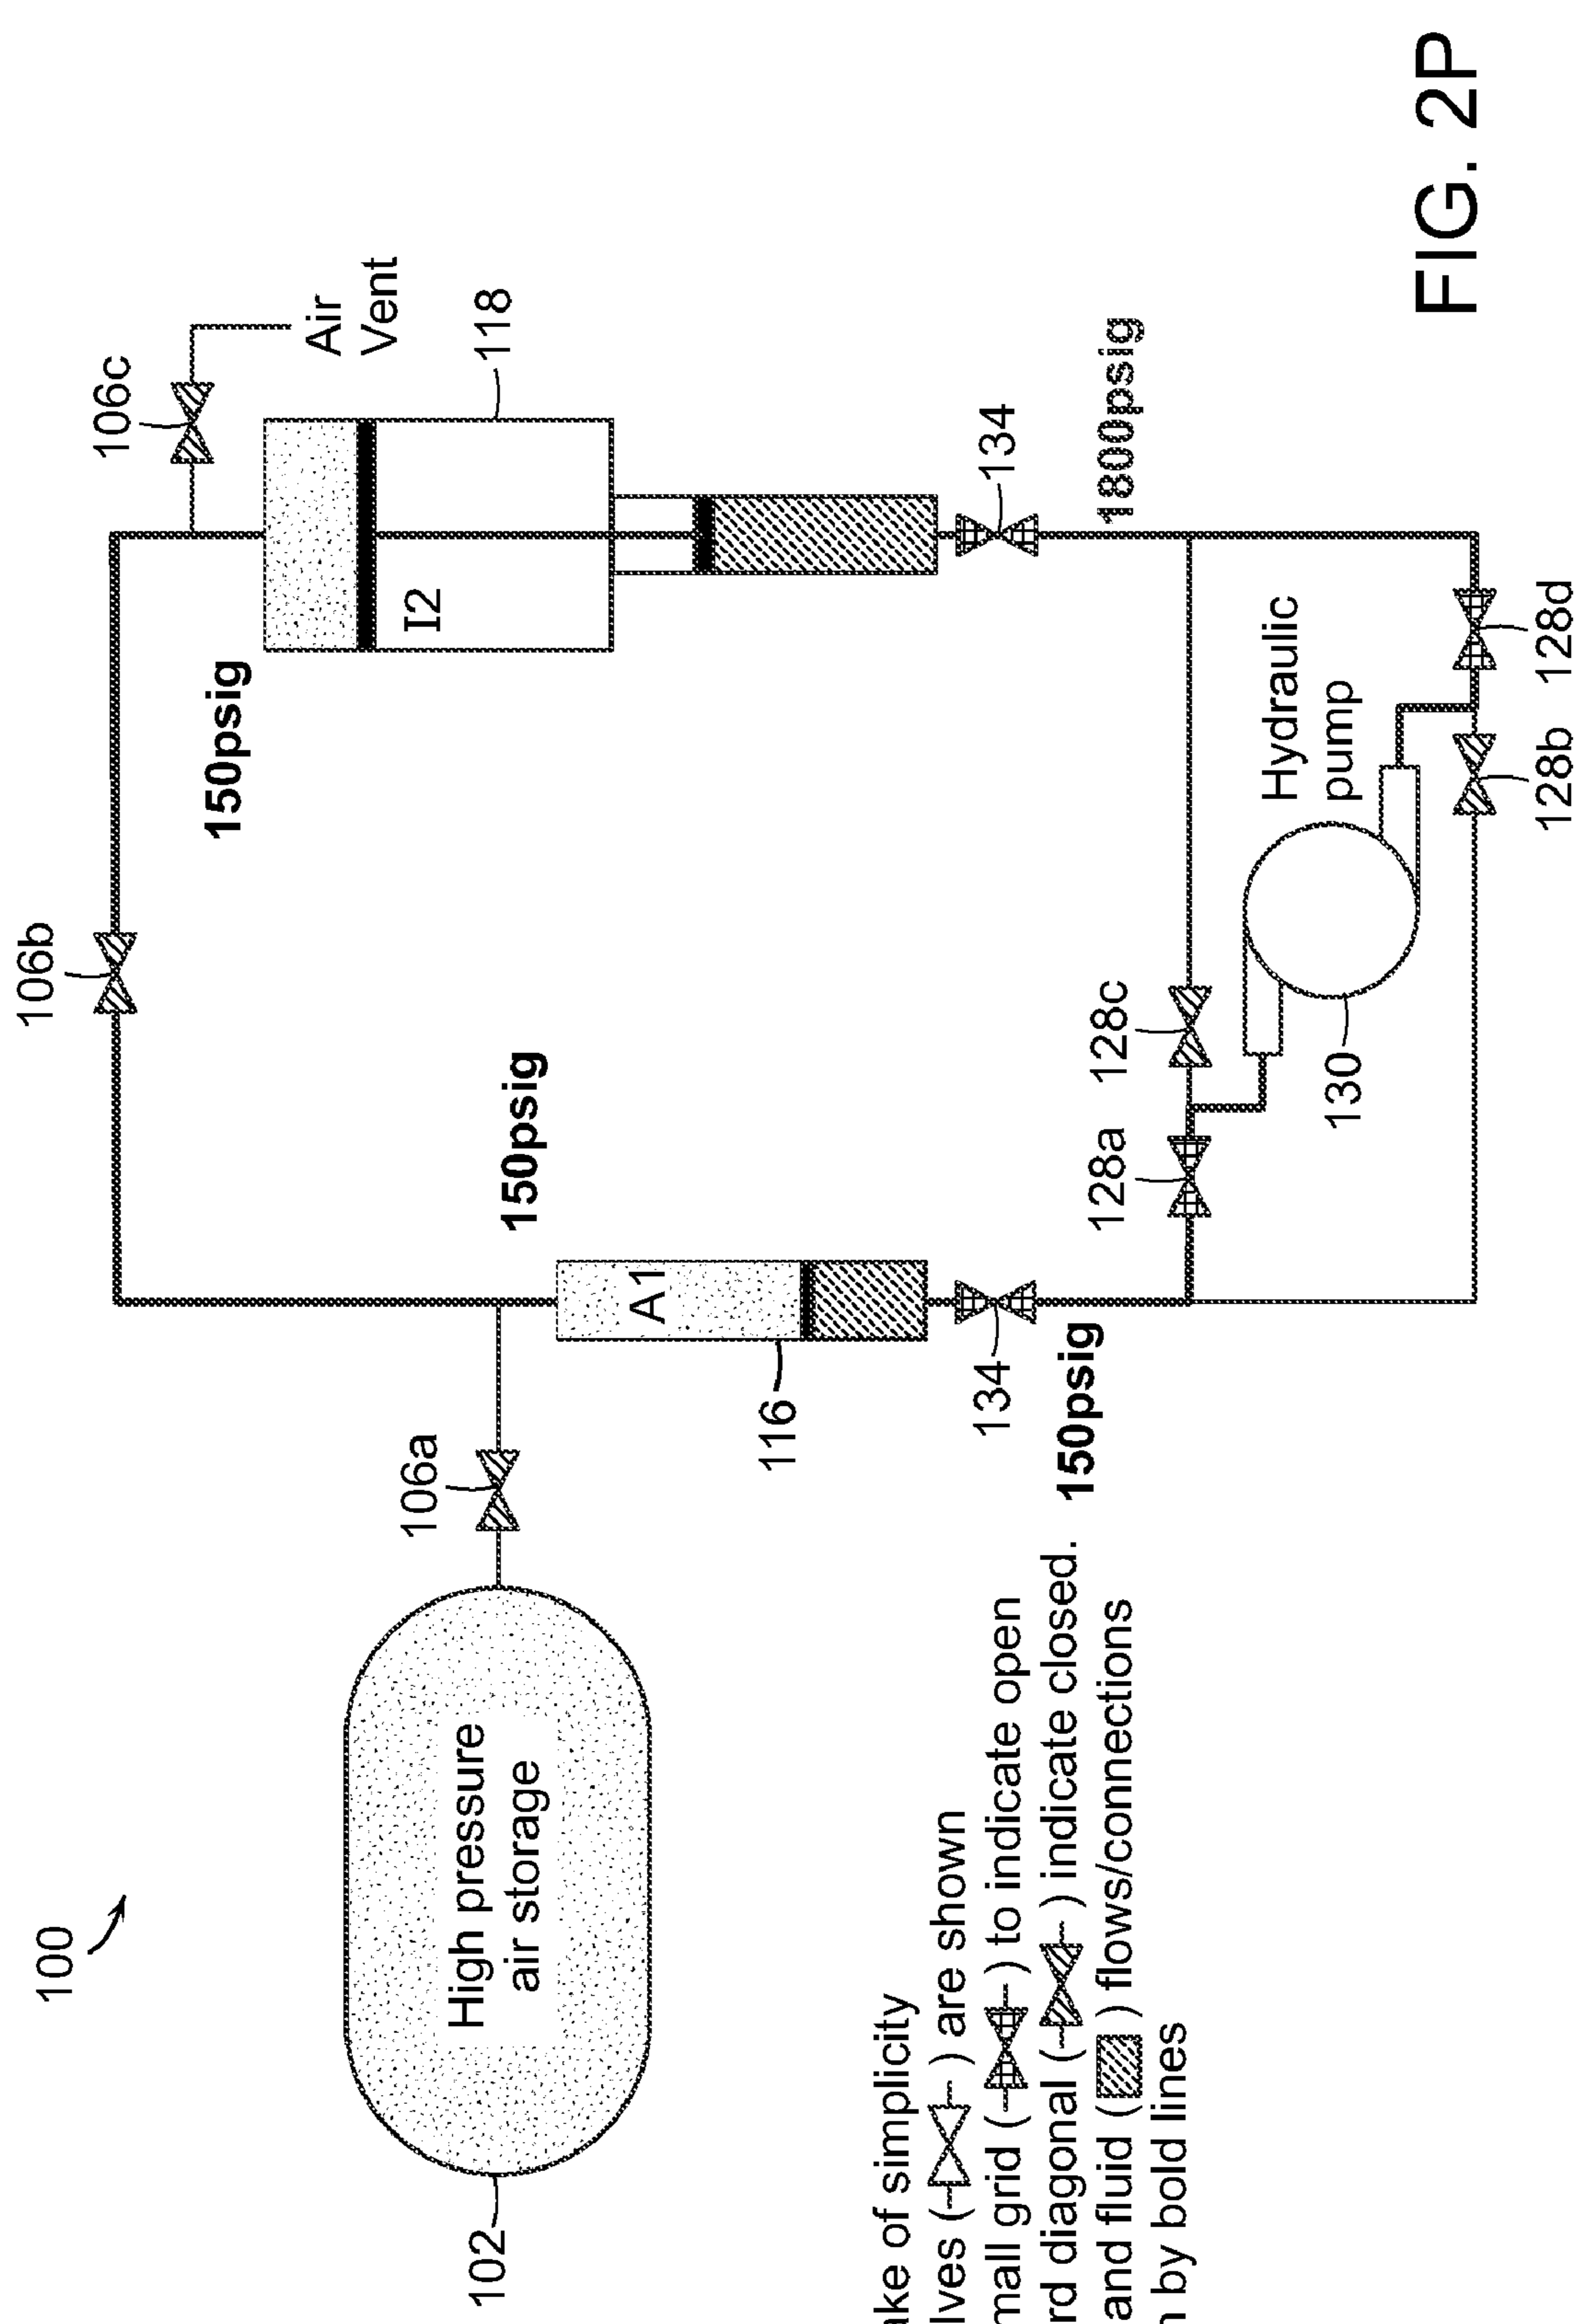 100
106b
106c
150psig
Air
Vent
106a
I2
High pressure
air storage
102
150psig
118
A1
116
ake of simplicity
lves ( ) are shown
mall grid ( ) to indicate open
rd diagonal ( ) indicate closed.
and fluid ( ) flows/connections
n by bold lines
134
134
150psig
1800psig
128a
128c
Hydraulic
pump
130
128b
128d
FIG. 2P